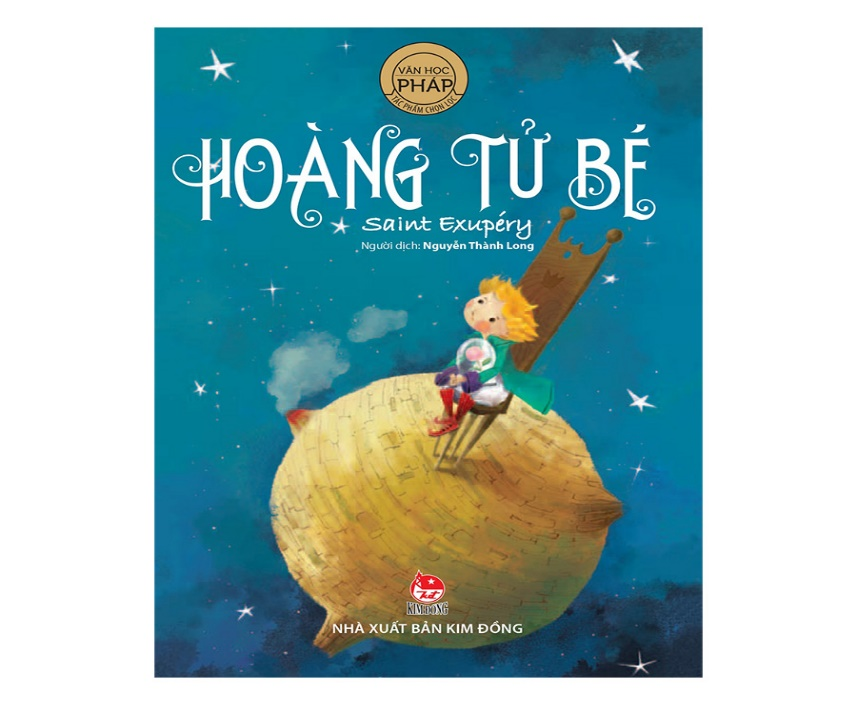 VĂN HỌC
PHÁP
TÁC PHẨM CHỌN LỌC
HOÀNG TỬ BÉ
Saint Exupéry
Người dịch: Nguyễn Thành Long
KIM ĐỒNG
NHÀ XUẤT BẢN KIM ĐỒNG